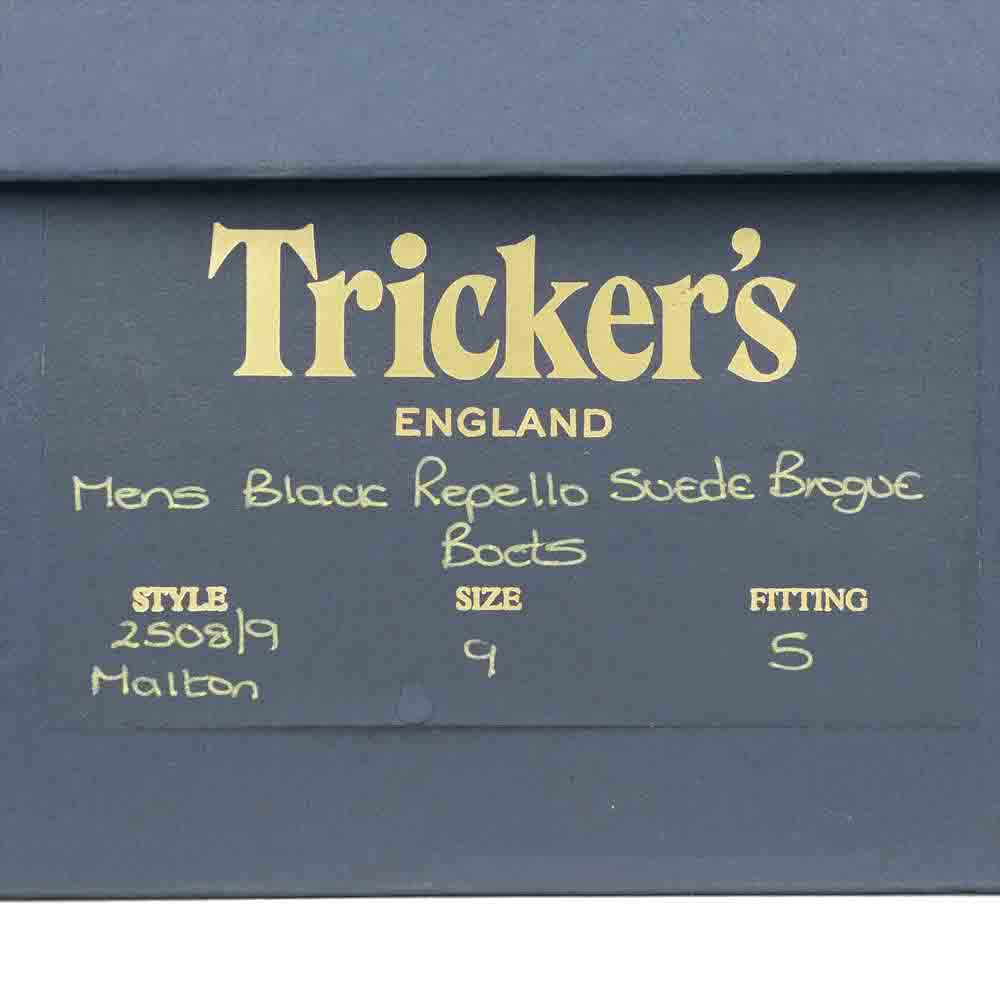 Tricker's
ENGLAND
Mens Black Repello Suede Brogue
Boots
STYLE SIZE FITTING
2508/9 9 5
Malton